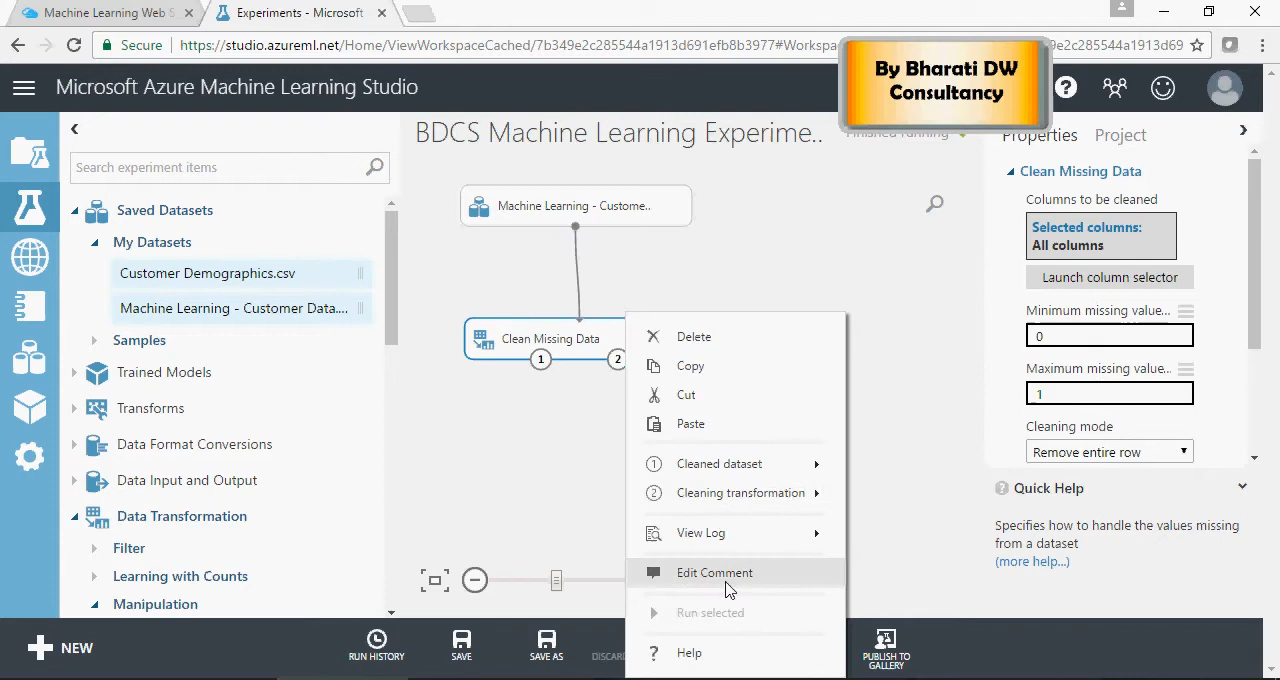 Machine Learning Web S
Experiments - Microsoft
Secure
https://studio.azureml.net/Home/ViewWorkspaceCached/7b349e2c285544a1913d691efb8b3977#Workspa
e2c285544a1913d69
By Bharati DW
Consultancy
Microsoft Azure Machine Learning Studio
BDCS Machine Learning Experime..
Finished running
Properties
Project
Search experiment items
Saved Datasets
My Datasets
Customer Demographics.csv
Machine Learning - Customer Data....
Samples
Trained Models
Transforms
Data Format Conversions
Data Input and Output
Data Transformation
Filter
Learning with Counts
Manipulation
Machine Learning - Custome..
Clean Missing Data
1
2
Delete
Copy
Cut
Paste
1 Cleaned dataset
2 Cleaning transformation
View Log
Edit Comment
Run selected
? Help
Clean Missing Data
Columns to be cleaned
Selected columns:
All columns
Launch column selector
Minimum missing value...
0
Maximum missing value...
1
Cleaning mode
Remove entire row
? Quick Help
Specifies how to handle the values missing
from a dataset
(more help...)
NEW
RUN HISTORY
SAVE
SAVE AS
DISCARD
PUBLISH TO
GALLERY